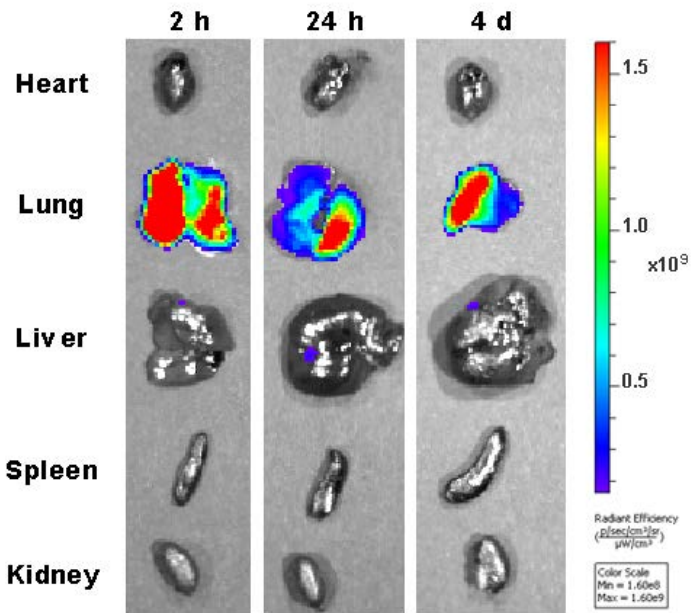 2 h 24 h 4 d
Heart
Lung
Liver
Spleen
Kidney
1.5
1.0
x10⁹
0.5
Radiant Efficiency
(p/sec/cm²/sr / µW/cm²)
Color Scale
Min = 1.60e8
Max = 1.60e9